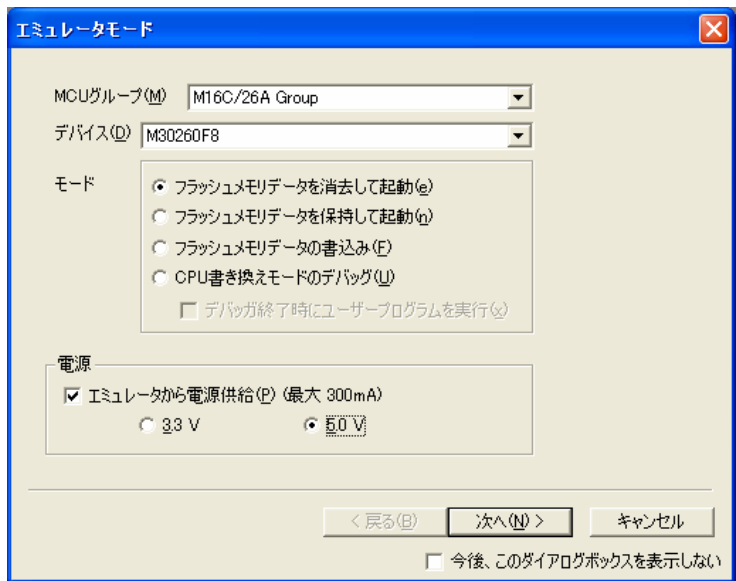 エミュレータモード
MCUグループ(M) M16C/26A Group
デバイス(D) M30260F8
モード
フラッシュメモリデータを消去して起動(e)
フラッシュメモリデータを保持して起動(n)
フラッシュメモリデータの書込み(F)
CPU書き換えモードのデバッグ(U)
デバッガ終了時にユーザープログラムを実行(x)
電源
エミュレータから電源供給(P) (最大 300mA)
3.3 V 5.0 V
< 戻る(B) 次へ(N) > キャンセル
今後、このダイアログボックスを表示しない